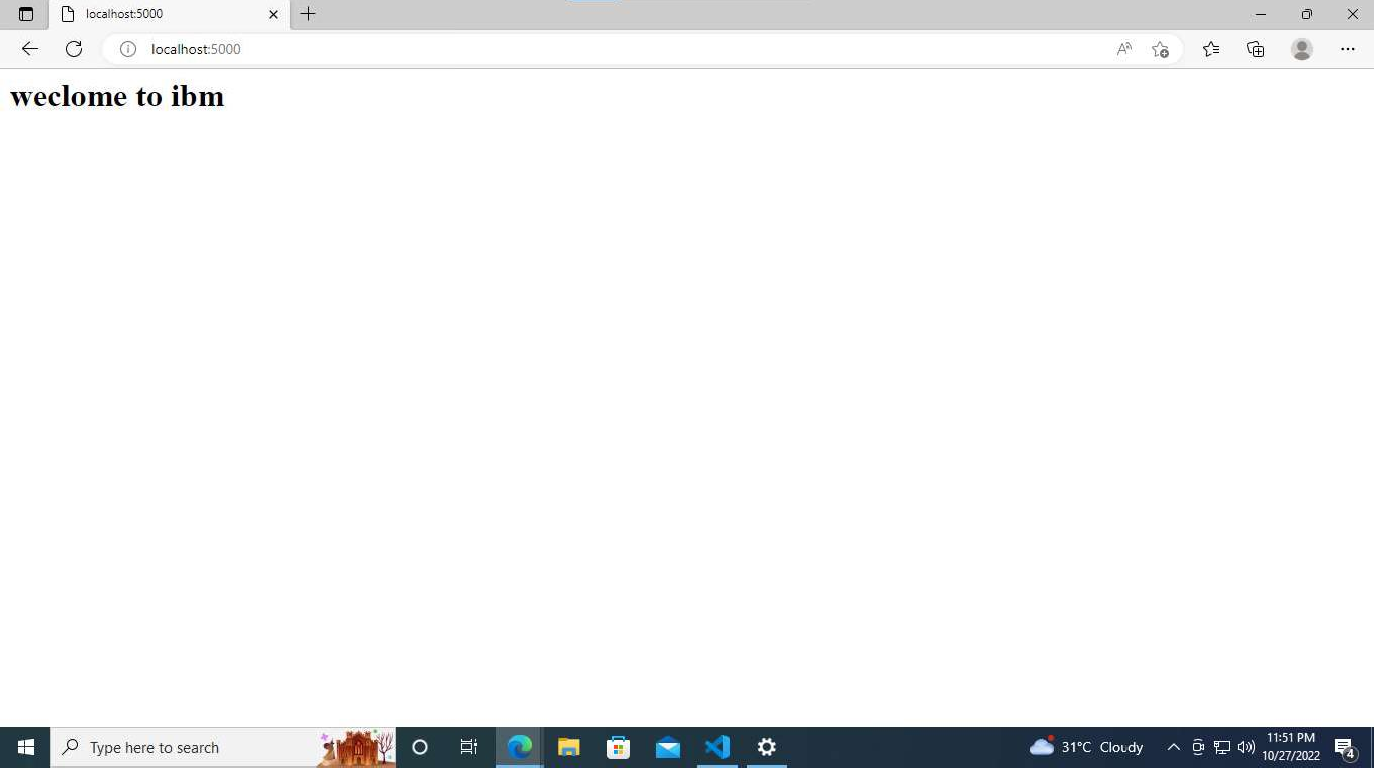 localhost:5000
localhost:5000
weclome to ibm
Type here to search
31°C Cloudy
11:51 PM
10/27/2022
4